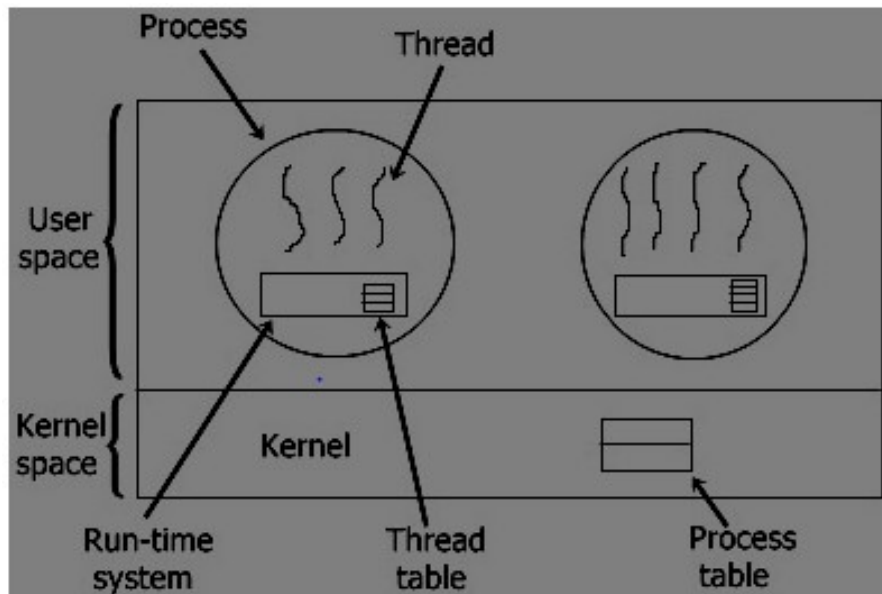 Process
Thread
User
space
Kernel
space
Kernel
Run-time
system
Thread
table
Process
table